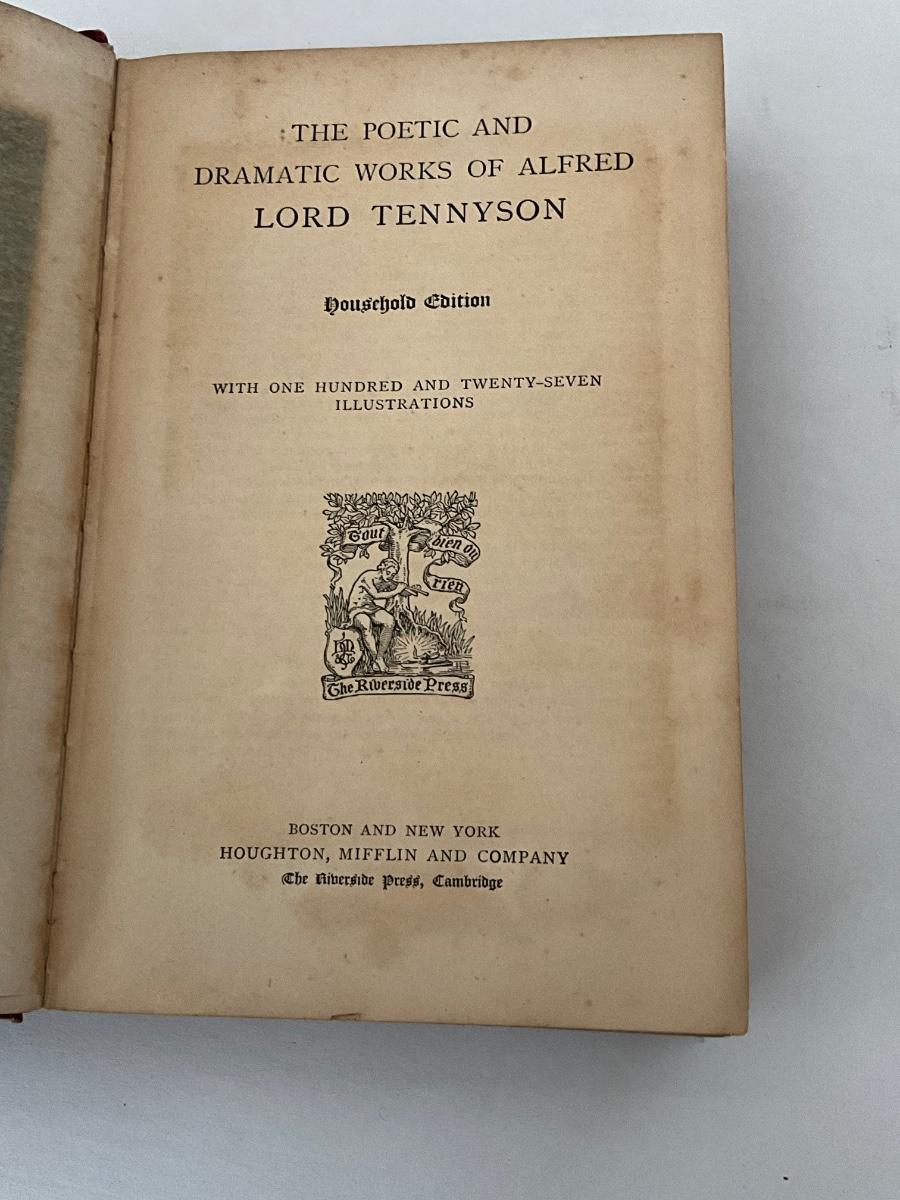 THE POETIC AND
DRAMATIC WORKS OF ALFRED
LORD TENNYSON
Household Edition
WITH ONE HUNDRED AND TWENTY-SEVEN
ILLUSTRATIONS
Tout bien ou
rien
The Riverside Press
BOSTON AND NEW YORK
HOUGHTON, MIFFLIN AND COMPANY
The Riverside Press, Cambridge